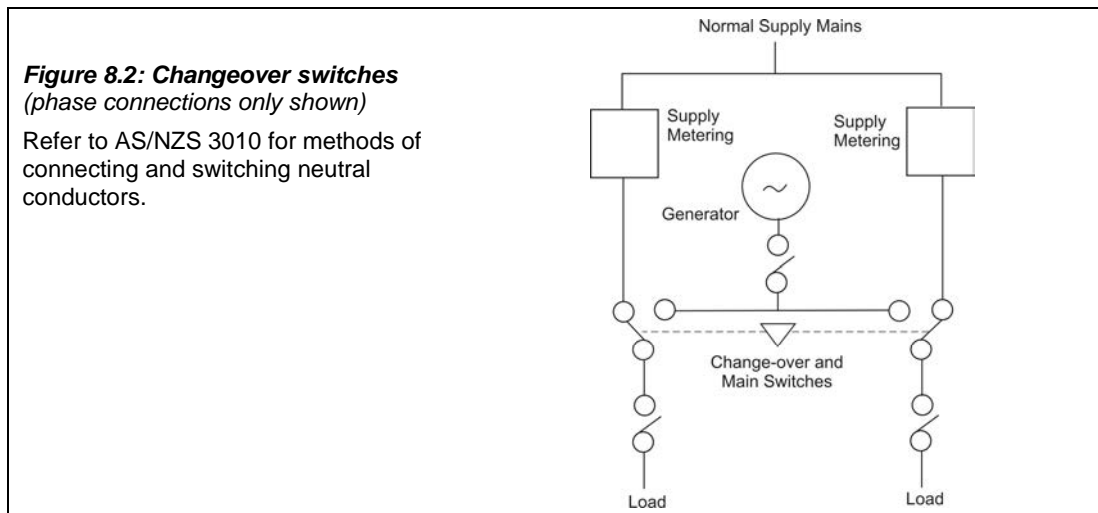 Figure 8.2: Changeover switches
(phase connections only shown)
Refer to AS/NZS 3010 for methods of
connecting and switching neutral
conductors.
Normal Supply Mains
Supply
Metering
Supply
Metering
Generator
Change-over and
Main Switches
Load
Load